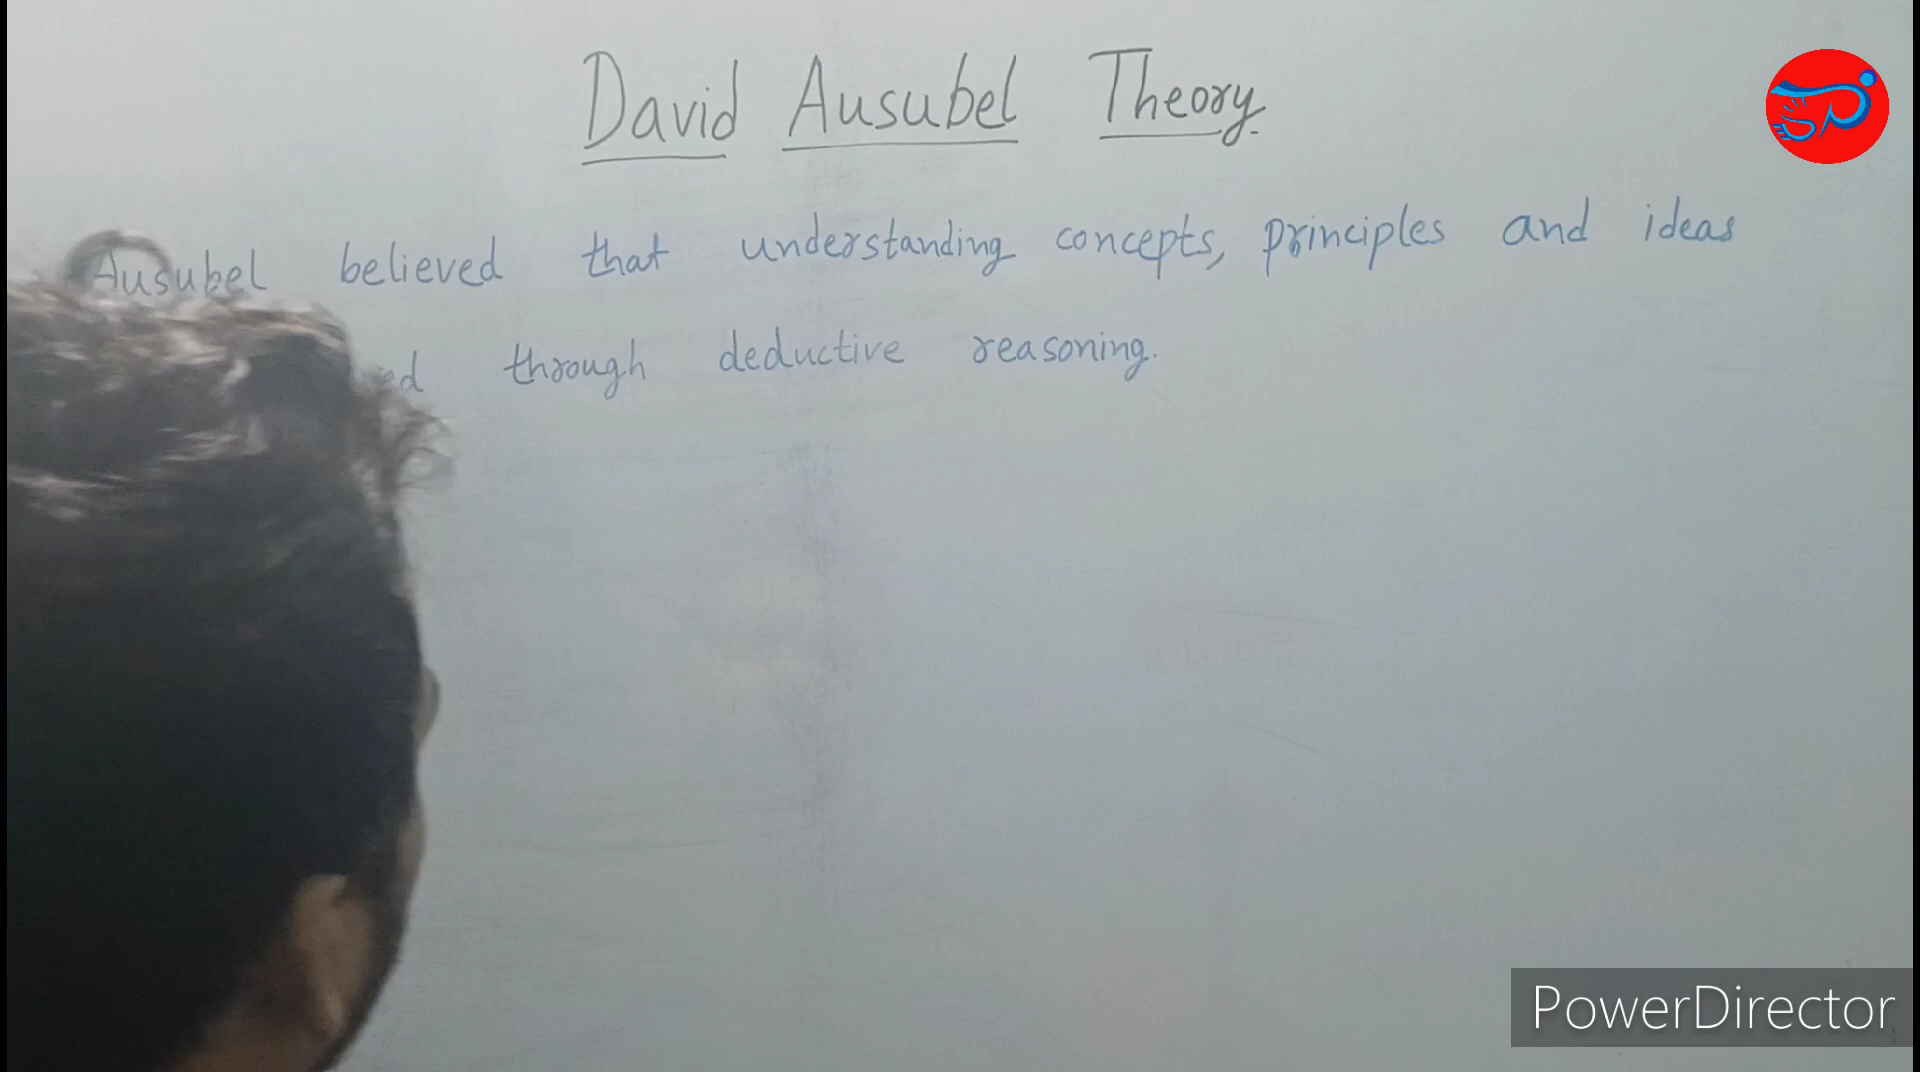 David Ausubel Theory.
Ausubel believed that understanding concepts, principles and ideas
through deductive reasoning.
PowerDirector